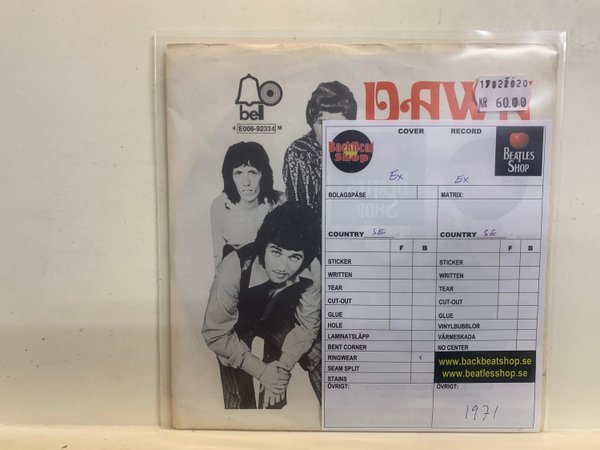 bell
4 E006-92334 M
DAWN
KR 60.00
COVER RECORD
BackBeat
shop
BEATLES
SHOP
Ex Ex
BOLAGSPÅSE MATRIX:
COUNTRY SE COUNTRY SE
F B F B
STICKER STICKER
WRITTEN WRITTEN
TEAR TEAR
CUT-OUT CUT-OUT
GLUE GLUE
HOLE VINYLBUBBLOR
LAMINATSLÄPP VÄRMESKADA
BENT CORNER NO CENTER
RINGWEAR x
SEAM SPLIT
STAINS
www.backbeatshop.se
www.beatlesshop.se
ÖVRIGT: ÖVRIGT:
1971